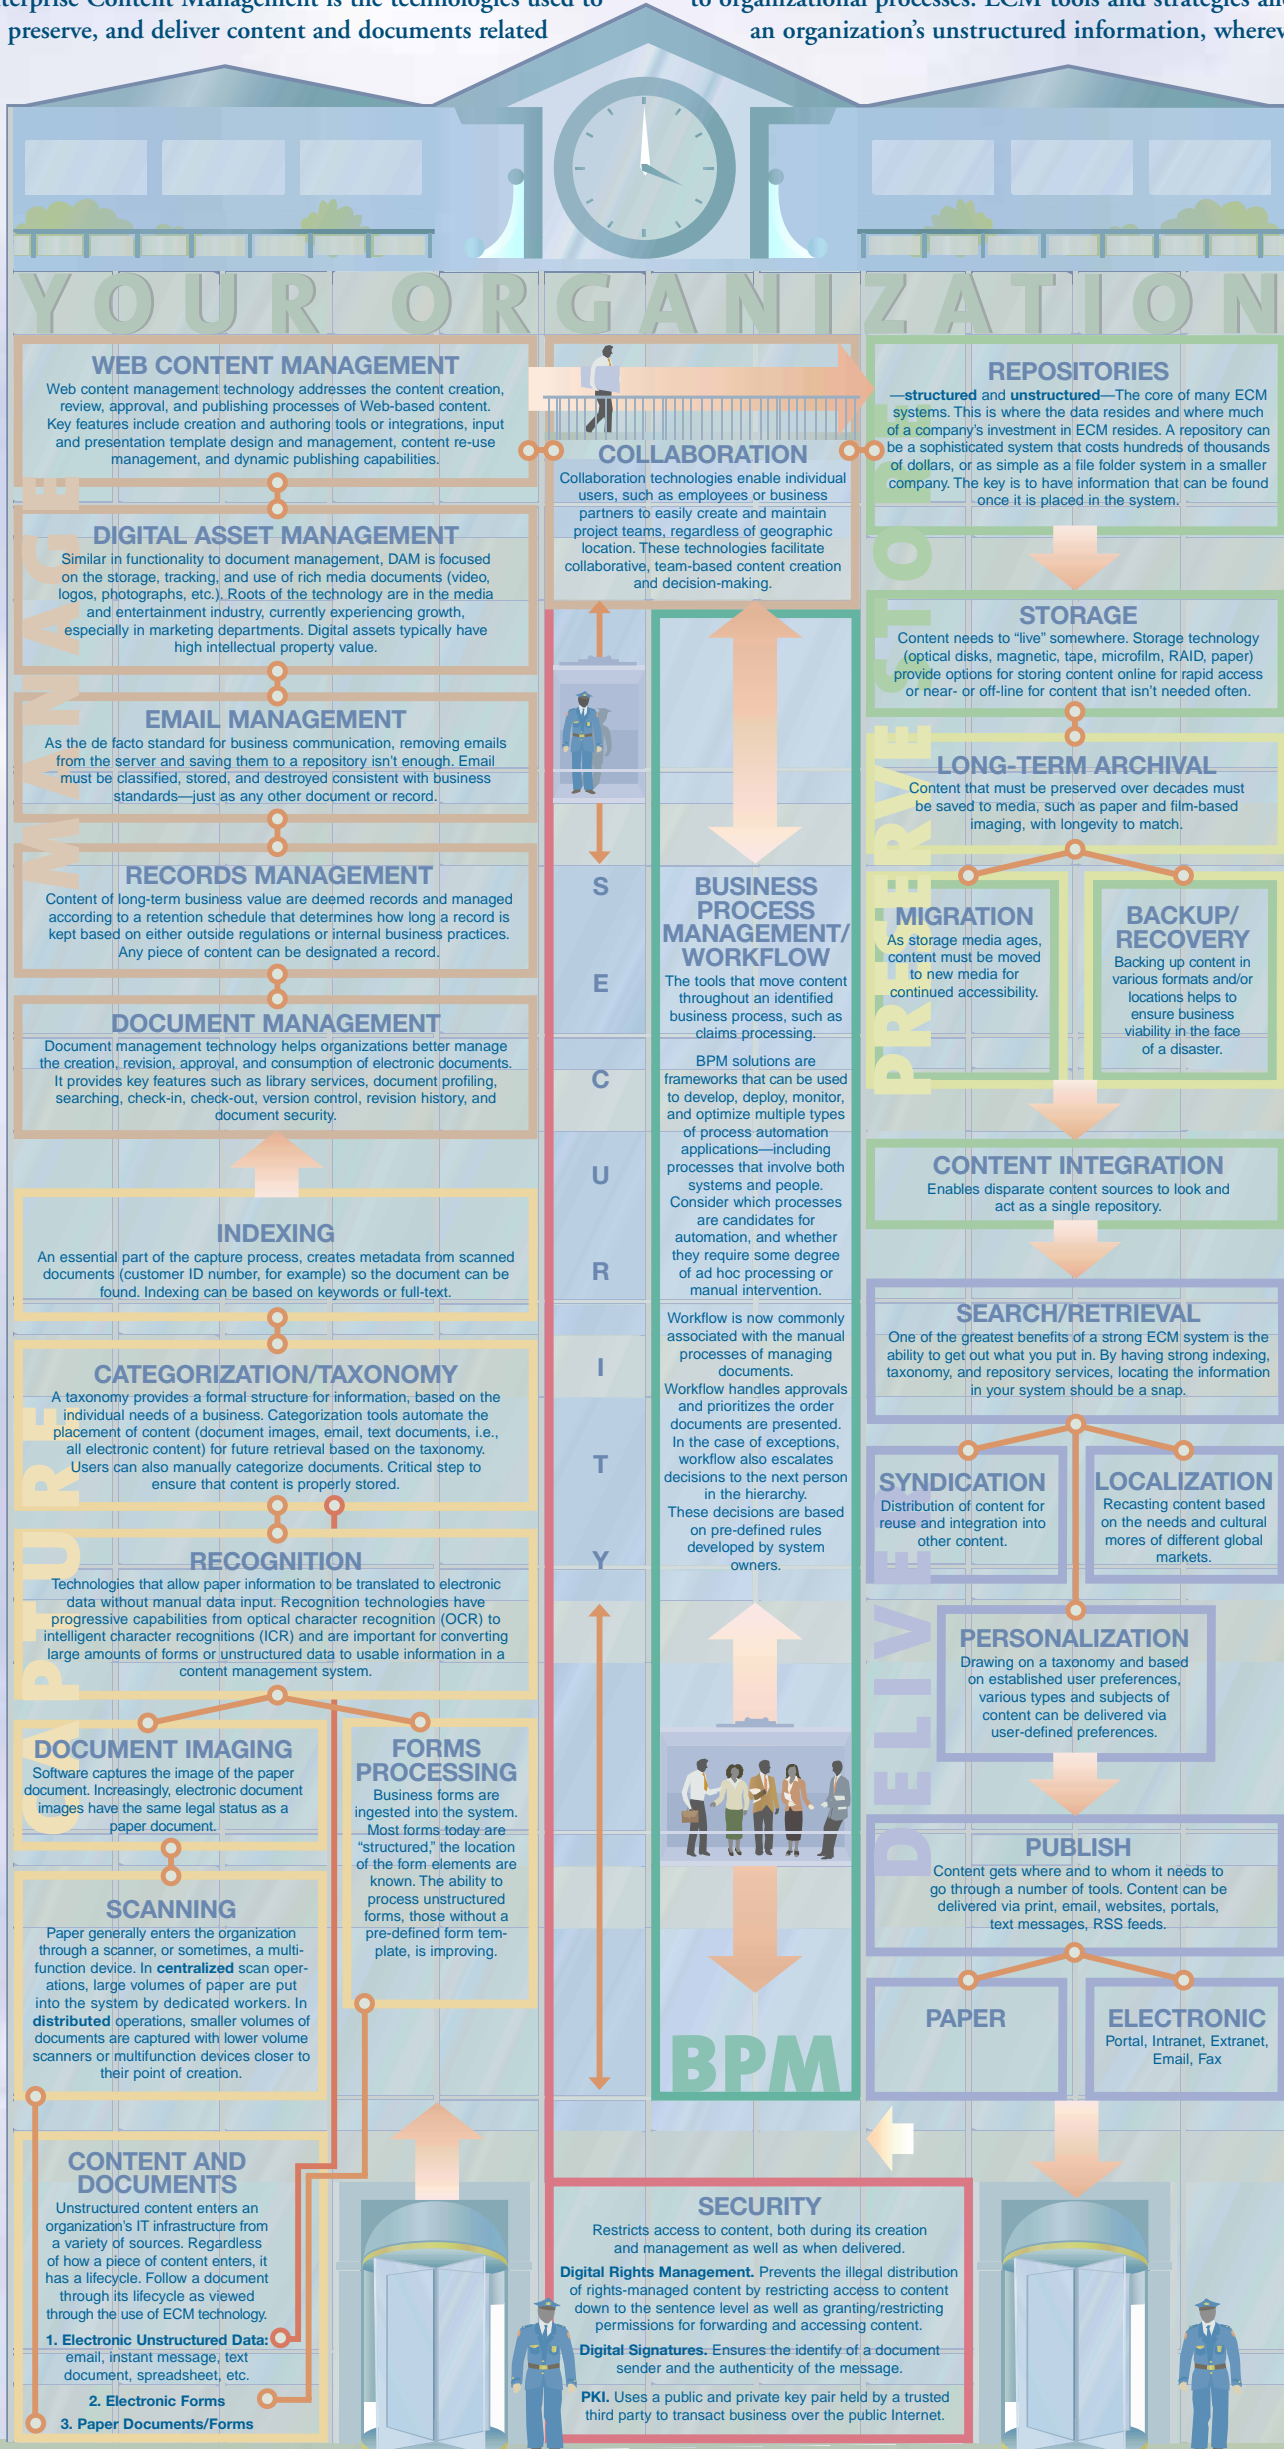 terprise Content Management is the technologies used to
preserve, and deliver content and documents related
to organizational processes. ECM tools and strategies
an organization's unstructured information,
YOUR ORGANIZATION
MANAGE
WEB CONTENT MANAGEMENT
Web content management technology addresses the content creation,
review, approval, and publishing processes of Web-based content.
Key features include creation and authoring tools or integrations, input
and presentation template design and management, content re-use
management, and dynamic publishing capabilities.
DIGITAL ASSET MANAGEMENT
Similar in functionality to document management, DAM is focused
on the storage, tracking, and use of rich media documents (video,
logos, photographs, etc.). Roots of the technology are in the media
and entertainment industry, currently experiencing growth,
especially in marketing departments. Digital assets typically have
high intellectual property value.
EMAIL MANAGEMENT
As the de facto standard for business communication, removing emails
from the server and saving them to a repository isn't enough. Email
must be classified, stored, and destroyed consistent with business
standards—just as any other document or record.
RECORDS MANAGEMENT
Content of long-term business value are deemed records and managed
according to a retention schedule that determines how long a record is
kept based on either outside regulations or internal business practices.
Any piece of content can be designated a record.
DOCUMENT MANAGEMENT
Document management technology helps organizations better manage
the creation, revision, approval, and consumption of electronic documents.
It provides key features such as library services, document profiling,
searching, check-in, check-out, version control, revision history, and
document security.
CAPTURE
INDEXING
An essential part of the capture process, creates metadata from scanned
documents (customer ID number, for example) so the document can be
found. Indexing can be based on keywords or full-text.
CATEGORIZATION/TAXONOMY
A taxonomy provides a formal structure for information, based on the
individual needs of a business. Categorization tools automate the
placement of content (document images, email, text documents, i.e.,
all electronic content) for future retrieval based on the taxonomy.
Users can also manually categorize documents. Critical step to
ensure that content is properly stored.
RECOGNITION
Technologies that allow paper information to be translated to electronic
data without manual data input. Recognition technologies have
progressive capabilities from optical character recognition (OCR) to
intelligent character recognitions (ICR) and are important for converting
large amounts of forms or unstructured data to usable information in a
content management system.
DOCUMENT IMAGING
Software captures the image of the paper
document. Increasingly, electronic document
images have the same legal status as a
paper document.
FORMS
PROCESSING
Business forms are
ingested into the system.
Most forms today are
“structured,” the location
of the form elements are
known. The ability to
process unstructured
forms, those without a
pre-defined form tem-
plate, is improving.
SCANNING
Paper generally enters the organization
through a scanner, or sometimes, a multi-
function device. In centralized scan oper-
ations, large volumes of paper are put
into the system by dedicated workers. In
distributed operations, smaller volumes of
documents are captured with lower volume
scanners or multifunction devices closer to
their point of creation.
CONTENT AND
DOCUMENTS
Unstructured content enters an
organization's IT infrastructure from
a variety of sources. Regardless
of how a piece of content enters, it
has a lifecycle. Follow a document
through its lifecycle as viewed
through the use of ECM technology.
1. Electronic Unstructured Data:
email, instant message, text
document, spreadsheet, etc.
2. Electronic Forms
3. Paper Documents/Forms
COLLABORATION
Collaboration technologies enable individual
users, such as employees or business
partners to easily create and maintain
project teams, regardless of geographic
location. These technologies facilitate
collaborative, team-based content creation
and decision-making.
S
E
C
U
R
I
T
Y
BUSINESS
PROCESS
MANAGEMENT/
WORKFLOW
The tools that move content
throughout an identified
business process, such as
claims processing.
BPM solutions are
frameworks that can be used
to develop, deploy, monitor,
and optimize multiple types
of process automation
applications—including
processes that involve both
systems and people.
Consider which processes
are candidates for
automation, and whether
they require some degree
of ad hoc processing or
manual intervention.
Workflow is now commonly
associated with the manual
processes of managing
documents.
Workflow handles approvals
and prioritizes the order
documents are presented.
In the case of exceptions,
workflow also escalates
decisions to the next person
in the hierarchy.
These decisions are based
on pre-defined rules
developed by system
owners.
BPM
SECURITY
Restricts access to content, both during its creation
and management as well as when delivered.
Digital Rights Management. Prevents the illegal distribution
of rights-managed content by restricting access to content
down to the sentence level as well as granting/restricting
permissions for forwarding and accessing content.
Digital Signatures. Ensures the identify of a document
sender and the authenticity of the message.
PKI. Uses a public and private key pair held by a trusted
third party to transact business over the public Internet.
STORE
REPOSITORIES
—structured and unstructured—The core of many ECM
systems. This is where the data resides and where much
of a company's investment in ECM resides. A repository can
be a sophisticated system that costs hundreds of thousands
of dollars, or as simple as a file folder system in a smaller
company. The key is to have information that can be found
once it is placed in the system.
STORAGE
Content needs to “live” somewhere. Storage technology
(optical disks, magnetic, tape, microfilm, RAID, paper)
provide options for storing content online for rapid access
or near- or off-line for content that isn't needed often.
PRESERVE
LONG-TERM ARCHIVAL
Content that must be preserved over decades must
be saved to media, such as paper and film-based
imaging, with longevity to match.
MIGRATION
As storage media ages,
content must be moved
to new media for
continued accessibility.
BACKUP/
RECOVERY
Backing up content in
various formats and/or
locations helps to
ensure business
viability in the face
of a disaster.
CONTENT INTEGRATION
Enables disparate content sources to look and
act as a single repository.
DELIVER
SEARCH/RETRIEVAL
One of the greatest benefits of a strong ECM system is the
ability to get out what you put in. By having strong indexing,
taxonomy, and repository services, locating the information
in your system should be a snap.
SYNDICATION
Distribution of content for
reuse and integration into
other content.
LOCALIZATION
Recasting content based
on the needs and cultural
mores of different global
markets.
PERSONALIZATION
Drawing on a taxonomy and based
on established user preferences,
various types and subjects of
content can be delivered via
user-defined preferences.
PUBLISH
Content gets where and to whom it needs to
go through a number of tools. Content can be
delivered via print, email, websites, portals,
text messages, RSS feeds.
PAPER
ELECTRONIC
Portal, Intranet, Extranet,
Email, Fax